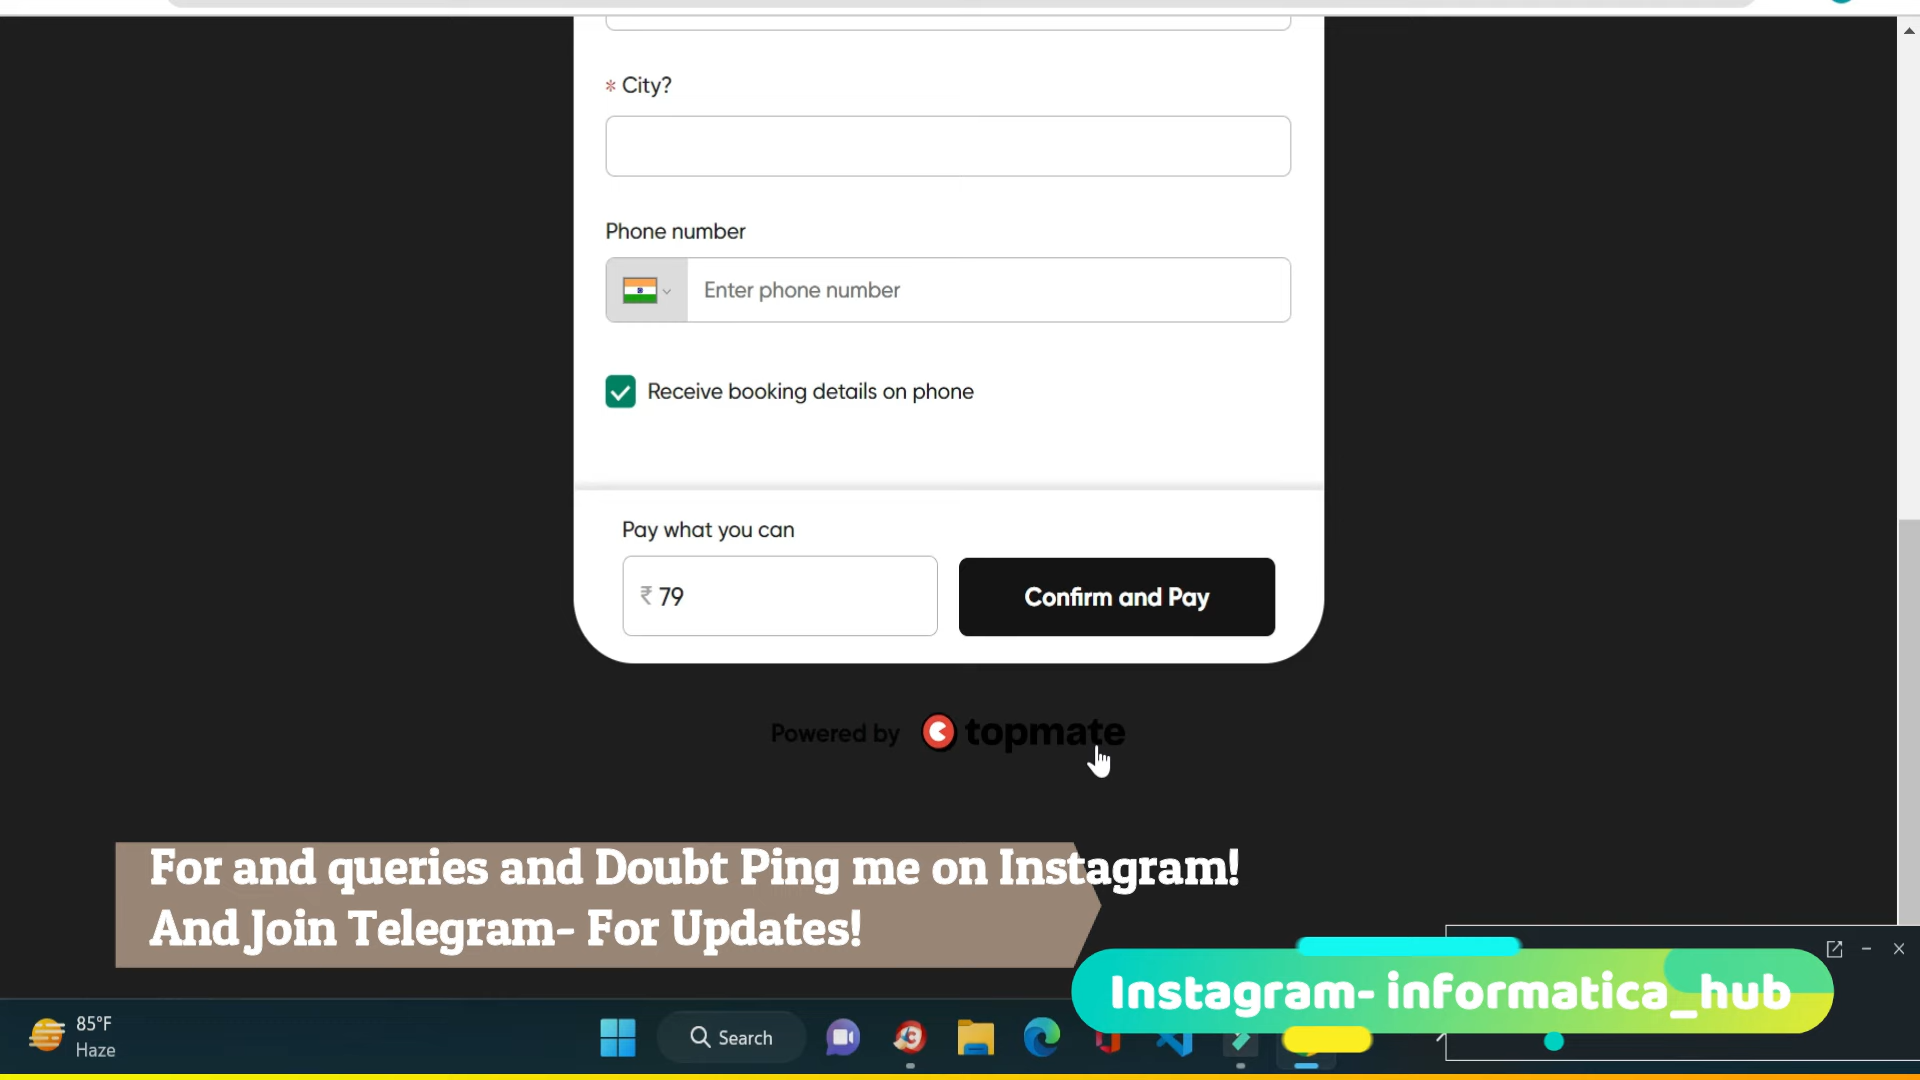 * City?
Phone number
Enter phone number
Receive booking details on phone
Pay what you can
₹ 79
Confirm and Pay
Powered by topmate
For and queries and Doubt Ping me on Instagram!
And Join Telegram- For Updates!
Instagram- informatica_hub
85°F
Haze
Search